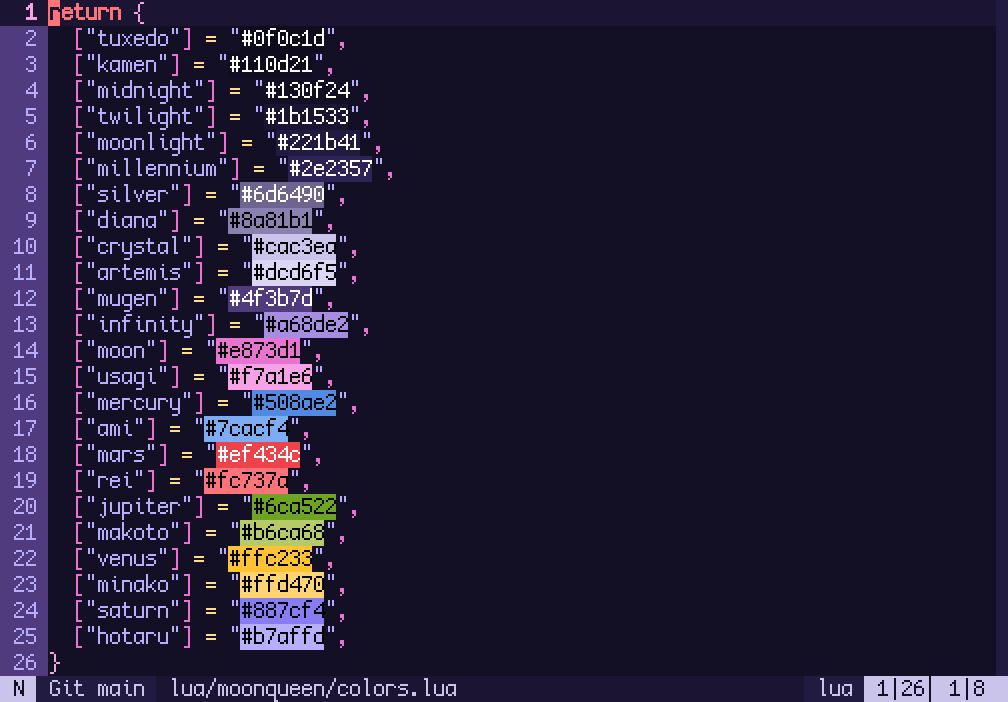 1 return {
2 ["tuxedo"] = "#0f0c1d",
3 ["kamen"] = "#110d21",
4 ["midnight"] = "#130f24",
5 ["twilight"] = "#1b1533",
6 ["moonlight"] = "#221b41",
7 ["millennium"] = "#2e2357",
8 ["silver"] = "#6d6490",
9 ["diana"] = "#8a81b1",
10 ["crystal"] = "#cac3ea",
11 ["artemis"] = "#dcd6f5",
12 ["mugen"] = "#4f3b7d",
13 ["infinity"] = "#a68de2",
14 ["moon"] = "#e873d1",
15 ["usagi"] = "#f7a1e6",
16 ["mercury"] = "#508ae2",
17 ["ami"] = "#7cacf4",
18 ["mars"] = "#ef434c",
19 ["rei"] = "#fc737a",
20 ["jupiter"] = "#6ca522",
21 ["makoto"] = "#b6ca68",
22 ["venus"] = "#ffc233",
23 ["minako"] = "#ffd470",
24 ["saturn"] = "#887cf4",
25 ["hotaru"] = "#b7affd",
26 }
N Git main lua/moonqueen/colors.lua lua 1|26 1|8